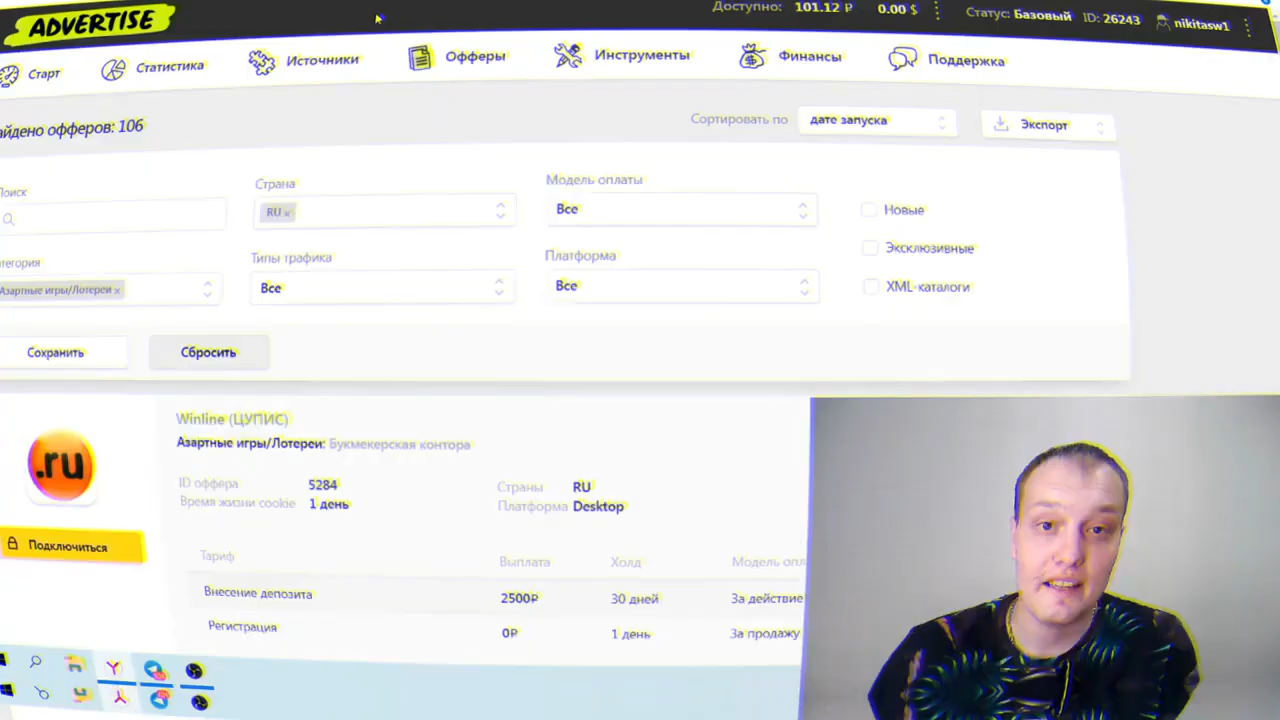 ADVERTISE
Доступно: 101.12 ₽ 0.00 $ Статус: Базовый ID: 26243 nikitasw1
Старт Статистика Источники Офферы Инструменты Финансы Поддержка
айдено офферов: 106
Сортировать по дате запуска Экспорт
Поиск Страна Модель оплаты
RU × Все Новые
тегория Типы трафика Платформа Эксклюзивные
Азартные игры/Лотереи × Все Все XML-каталоги
Сохранить Сбросить
Winline (ЦУПИС)
Азартные игры/Лотереи: Букмекерская контора
.ru
ID оффера 5284 Страны RU
Время жизни cookie 1 день Платформа Desktop
Подключиться
Тариф Выплата Холд Модель опл
Внесение депозита 2500₽ 30 дней За действие
Регистрация 0₽ 1 день За продажу